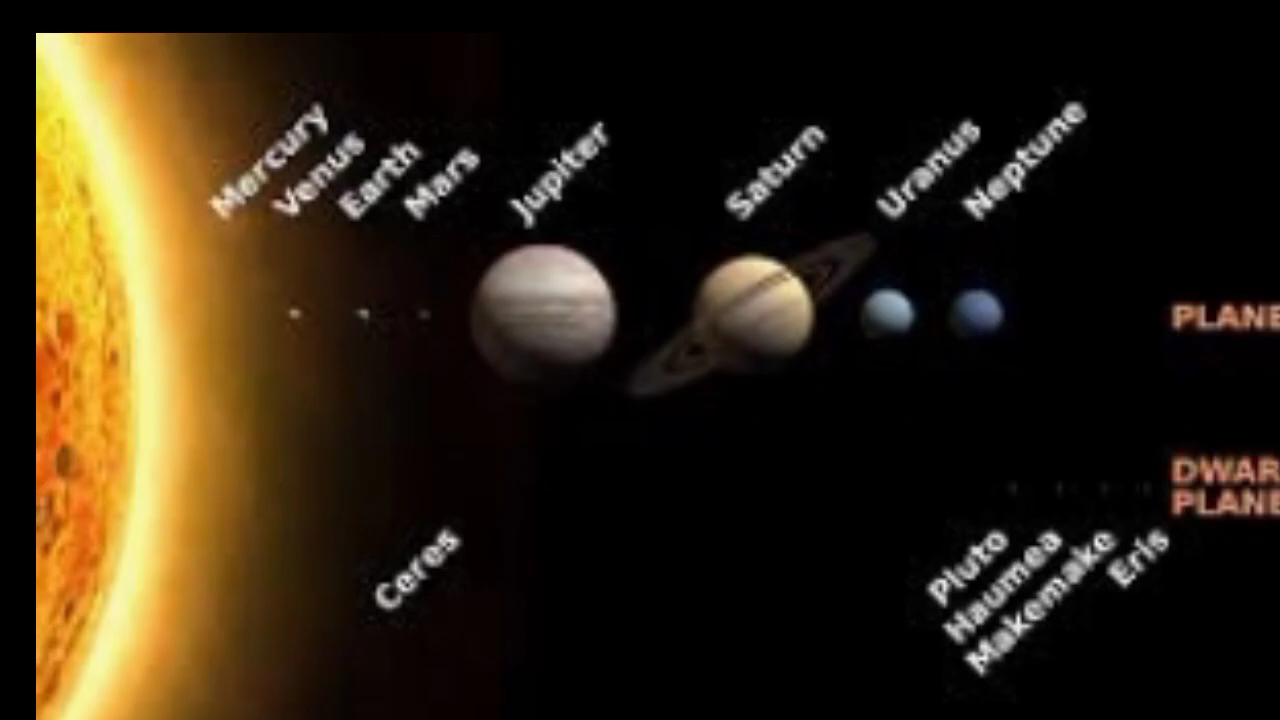 Mercury
Venus
Earth
Mars
Jupiter
Saturn
Uranus
Neptune
PLANE
DWAR
PLANE
Ceres
Pluto
Haumea
Makemake
Eris